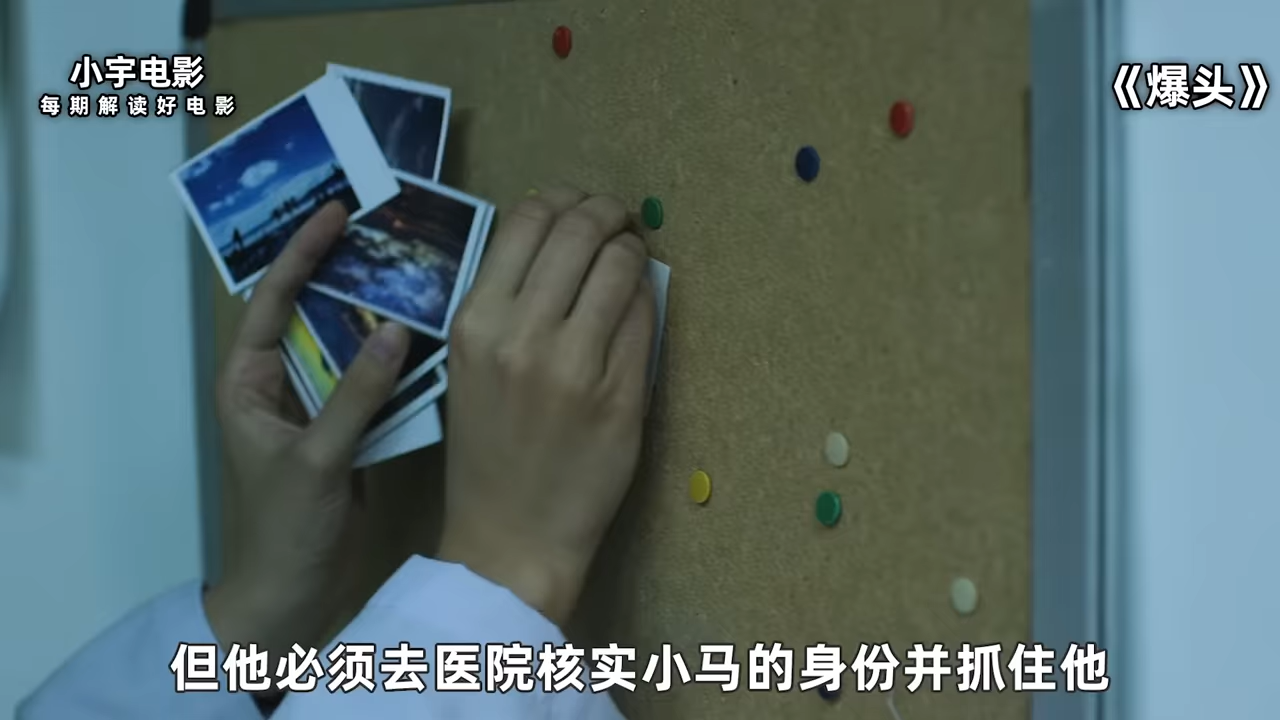 小宇电影
每期解读好电影
《爆头》
但他必须去医院核实小马的身份并抓住他